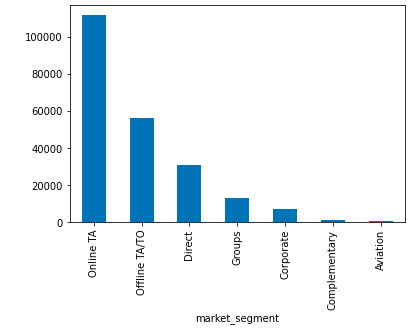 100000
80000
60000
40000
20000
0
Online TA
Offline TA/TO
Direct
Groups
Corporate
Complementary
Aviation
market_segment